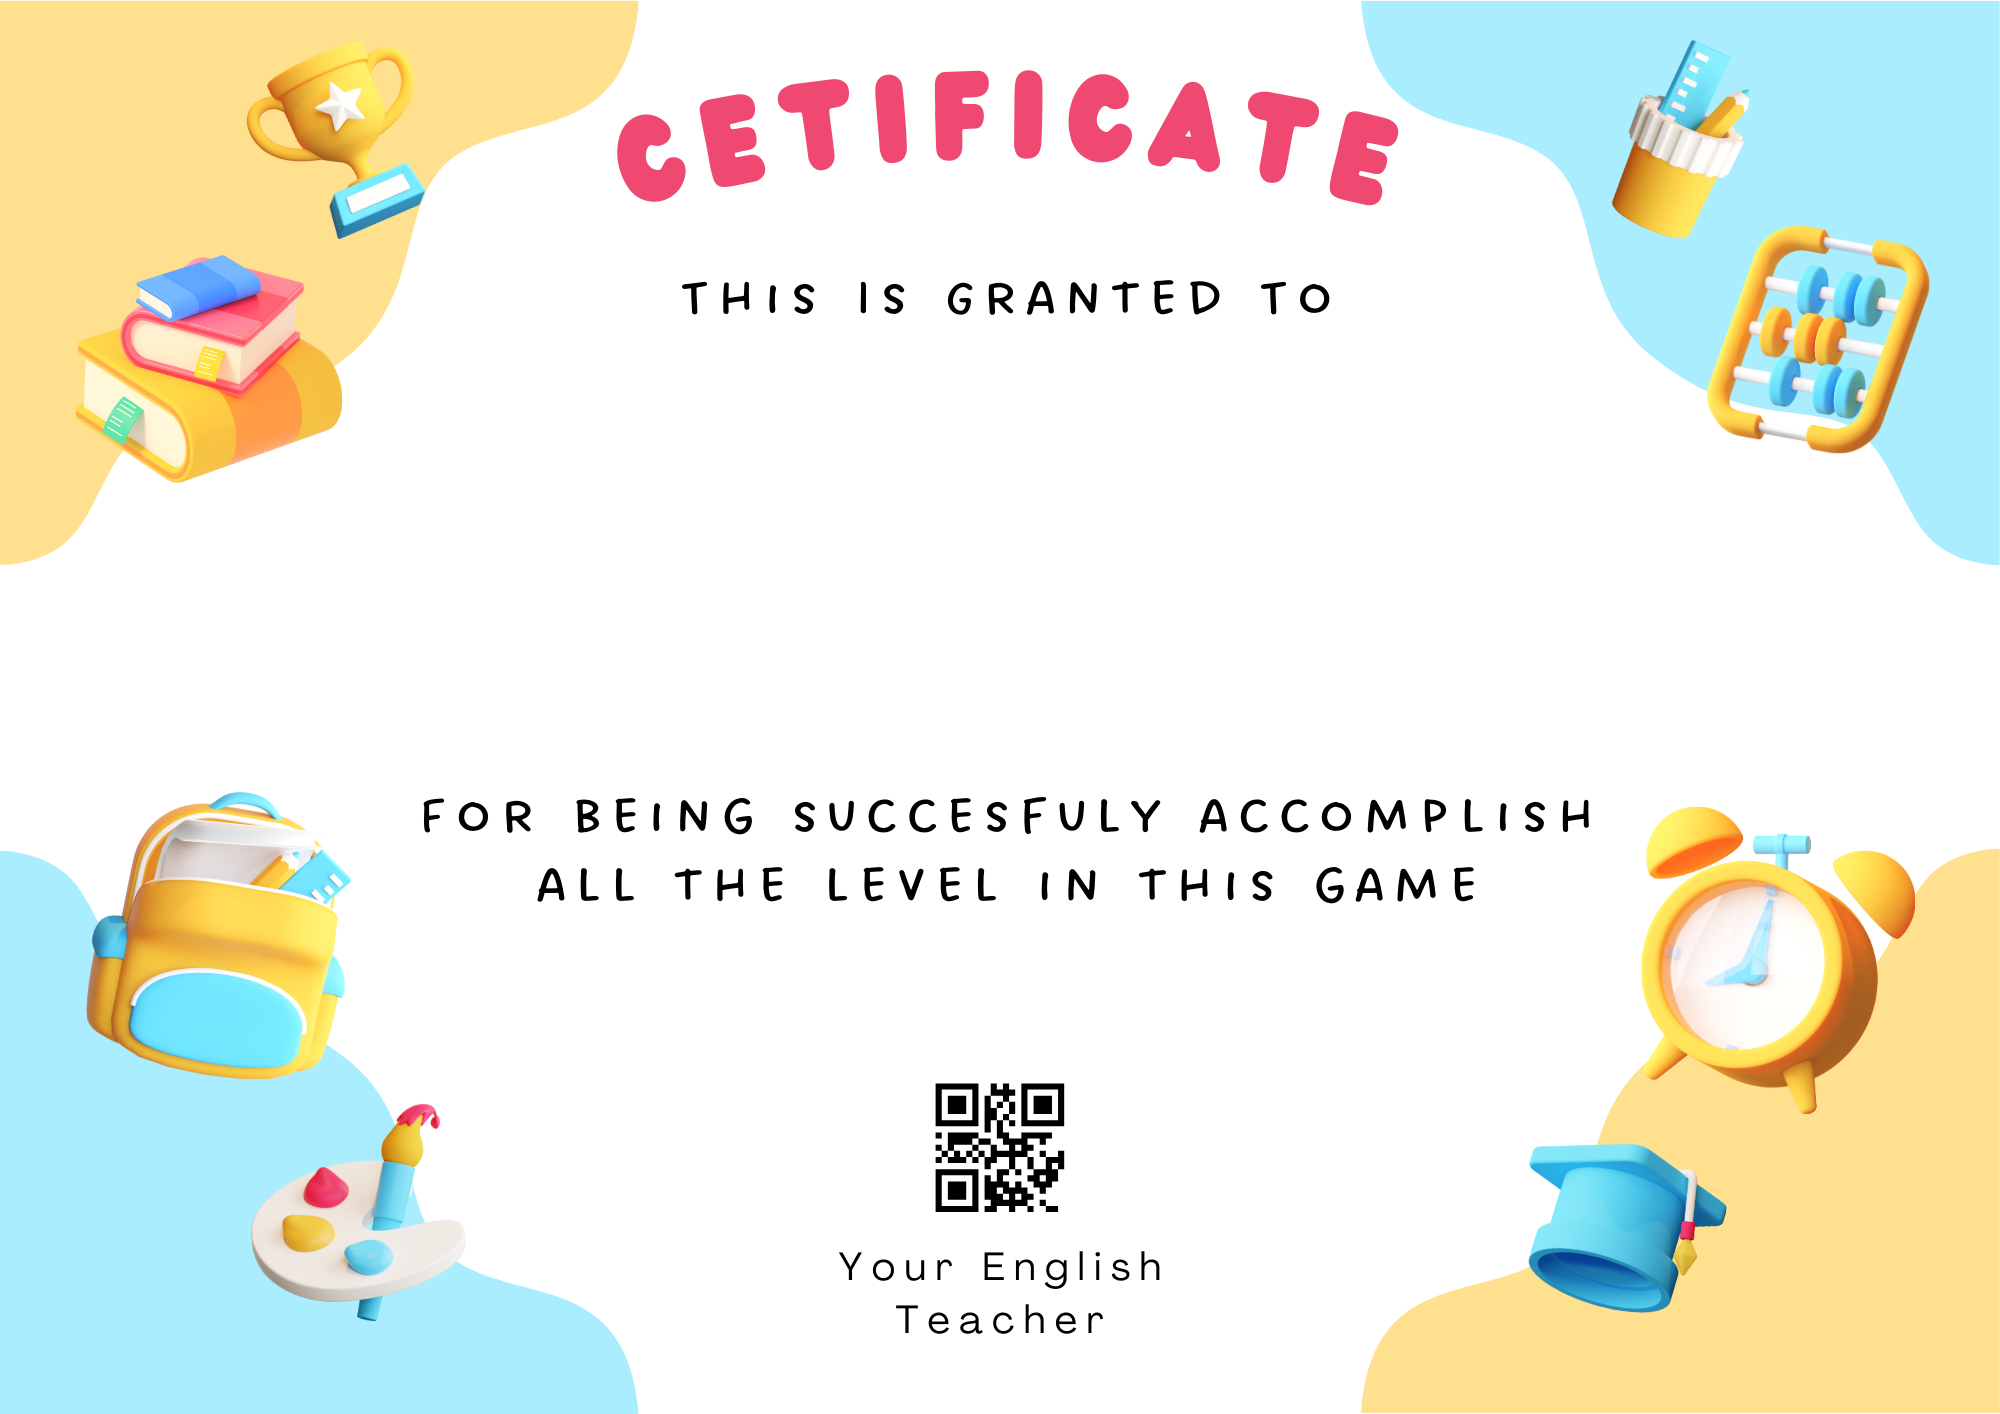 CETIFICATE
THIS IS GRANTED TO
FOR BEING SUCCESFULY ACCOMPLISH
ALL THE LEVEL IN THIS GAME
Your English
Teacher